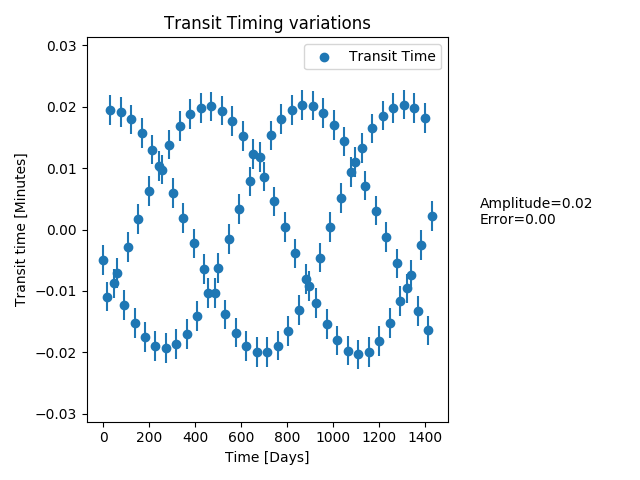 Transit Timing variations
Transit Time
0.03
0.02
0.01
0.00
−0.01
−0.02
−0.03
Transit time [Minutes]
0 200 400 600 800 1000 1200 1400
Time [Days]
Amplitude=0.02
Error=0.00